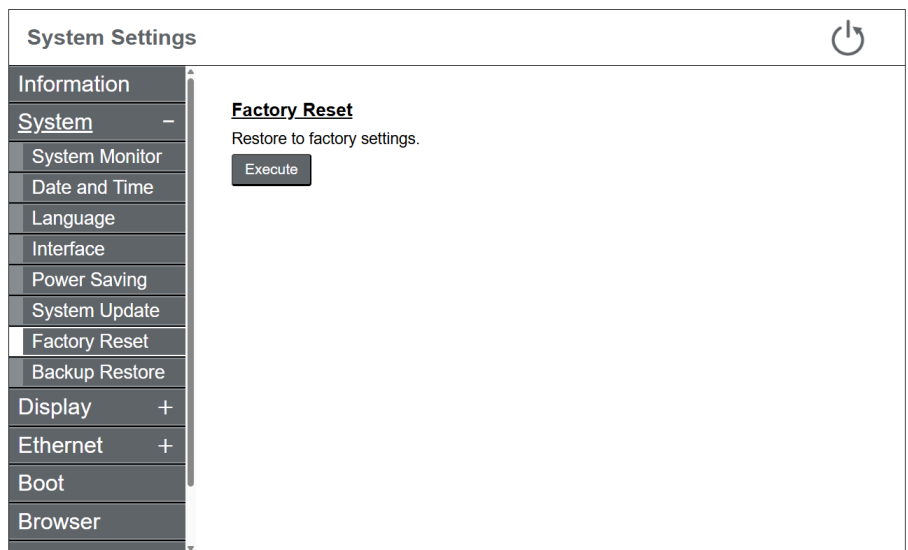 System Settings
Information
System −
System Monitor
Date and Time
Language
Interface
Power Saving
System Update
Factory Reset
Backup Restore
Display +
Ethernet +
Boot
Browser
Factory Reset
Restore to factory settings.
Execute